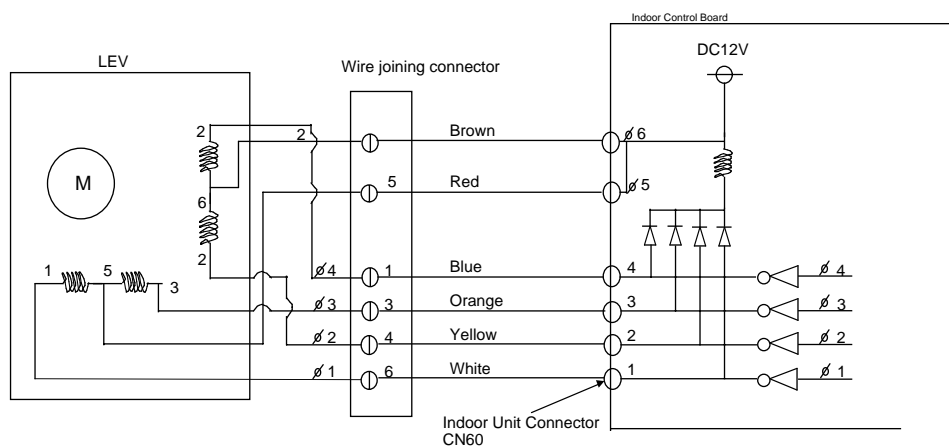 Indoor Control Board
DC12V
LEV
Wire joining connector
2
2
Brown
ø 6
M
5
Red
ø 5
6
2
1
5
3
ø4
1
Blue
4
ø 4
ø3
3
Orange
3
ø 3
ø2
4
Yellow
2
ø 2
ø1
6
White
1
ø 1
Indoor Unit Connector
CN60